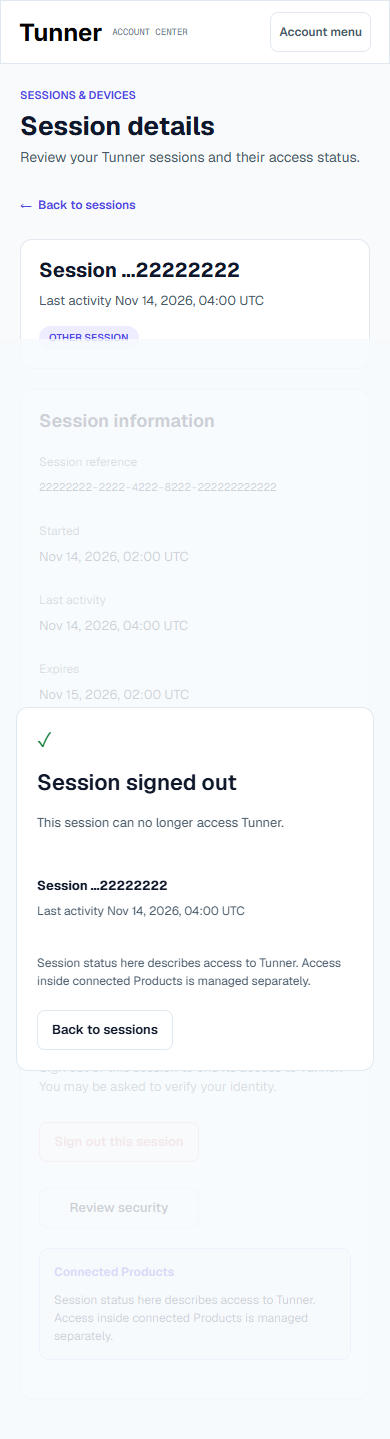 Tunner ACCOUNT CENTER
Account menu
SESSIONS & DEVICES
Session details
Review your Tunner sessions and their access status.
← Back to sessions
Session …22222222
Last activity Nov 14, 2026, 04:00 UTC
OTHER SESSION
Session information
Session reference
22222222-2222-4222-8222-222222222222
Started
Nov 14, 2026, 02:00 UTC
Last activity
Nov 14, 2026, 04:00 UTC
Expires
Nov 15, 2026, 02:00 UTC
✓
Session signed out
This session can no longer access Tunner.
Session …22222222
Last activity Nov 14, 2026, 04:00 UTC
Session status here describes access to Tunner. Access
inside connected Products is managed separately.
Back to sessions
You may be asked to verify your identity.
Sign out this session
Review security
Connected Products
Session status here describes access to Tunner.
Access inside connected Products is managed
separately.